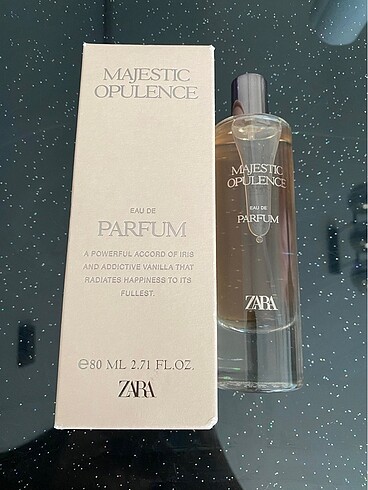 MAJESTIC
OPULENCE
EAU DE
PARFUM
A POWERFUL ACCORD OF IRIS
AND ADDICTIVE VANILLA THAT
RADIATES HAPPINESS TO ITS
FULLEST.
℮80 ML 2.71 FL.OZ.
ZARA
MAJESTIC
OPULENCE
EAU DE
PARFUM
ZARA